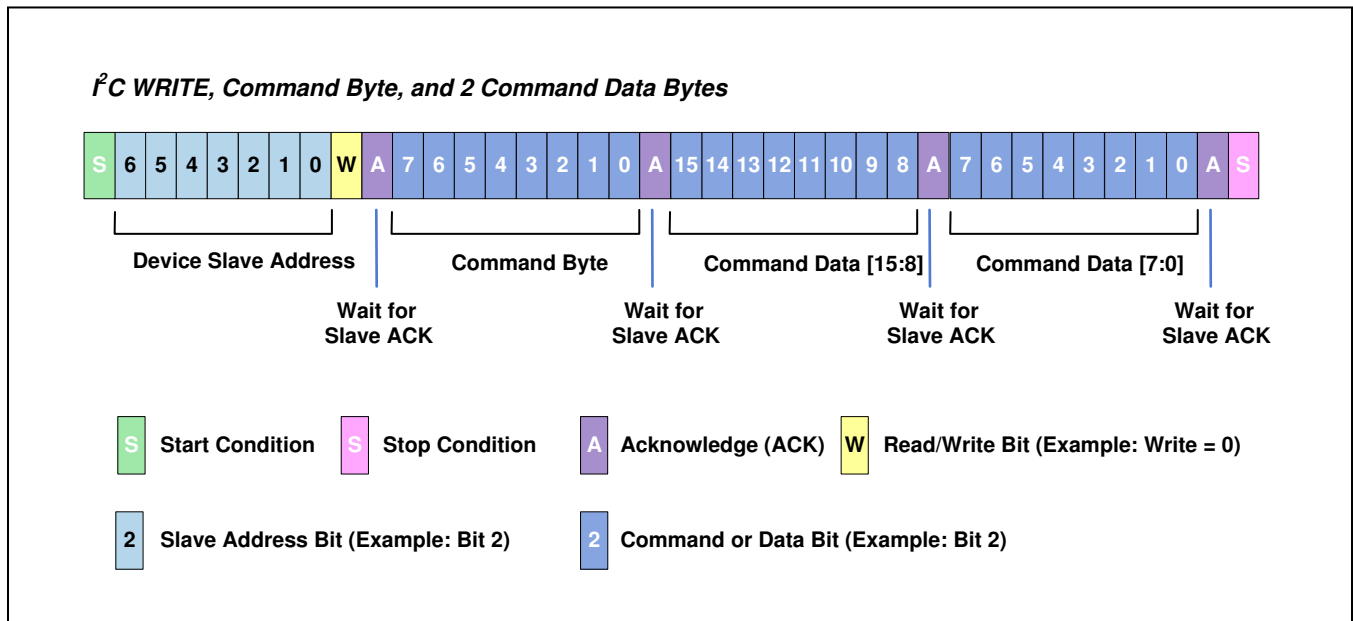 I²C WRITE, Command Byte, and 2 Command Data Bytes
S 6 5 4 3 2 1 0 W A 7 6 5 4 3 2 1 0 A 15 14 13 12 11 10 9 8 A 7 6 5 4 3 2 1 0 A S
Device Slave Address Command Byte Command Data [15:8] Command Data [7:0]
Wait for Wait for Wait for Wait for
Slave ACK Slave ACK Slave ACK Slave ACK
S Start Condition S Stop Condition A Acknowledge (ACK) W Read/Write Bit (Example: Write = 0)
2 Slave Address Bit (Example: Bit 2) 2 Command or Data Bit (Example: Bit 2)